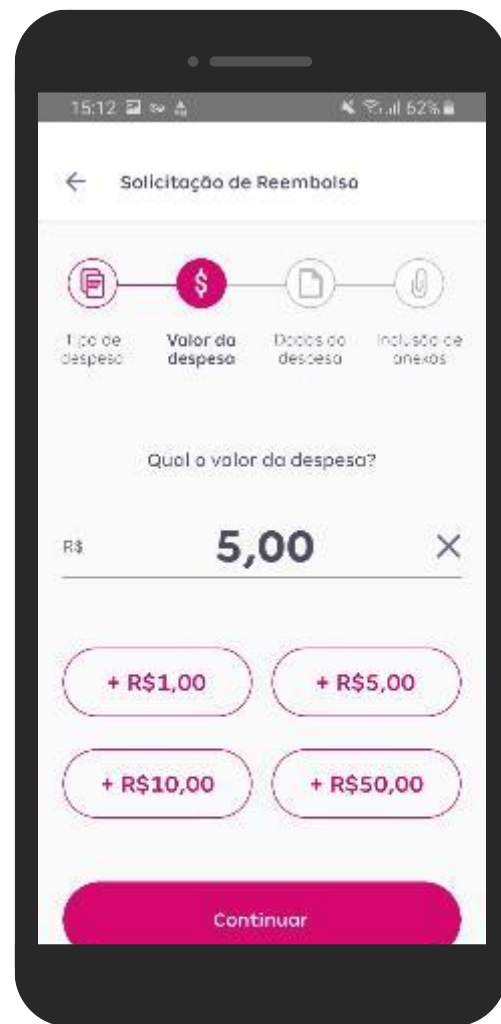 15:12 62%
Solicitação de Reembolso
Tipo de Valor da Dados da Inclusão de
despesa despesa despesa anexos
Qual o valor da despesa?
R$ 5,00
+ R$1,00 + R$5,00
+ R$10,00 + R$50,00
Continuar